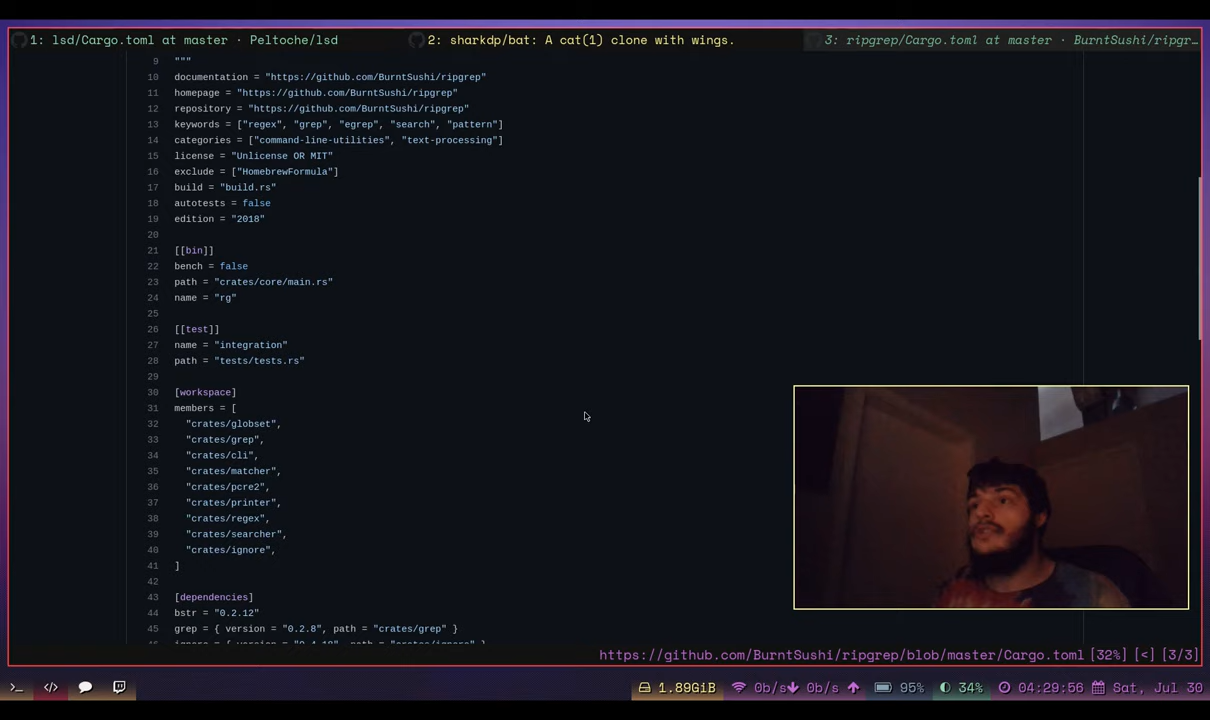 1: lsd/Cargo.toml at master · Peltoche/lsd
2: sharkdp/bat: A cat(1) clone with wings.
3: ripgrep/Cargo.toml at master · BurntSushi/ripgr…
9 """
10 documentation = "https://github.com/BurntSushi/ripgrep"
11 homepage = "https://github.com/BurntSushi/ripgrep"
12 repository = "https://github.com/BurntSushi/ripgrep"
13 keywords = ["regex", "grep", "egrep", "search", "pattern"]
14 categories = ["command-line-utilities", "text-processing"]
15 license = "Unlicense OR MIT"
16 exclude = ["HomebrewFormula"]
17 build = "build.rs"
18 autotests = false
19 edition = "2018"
20
21 [[bin]]
22 bench = false
23 path = "crates/core/main.rs"
24 name = "rg"
25
26 [[test]]
27 name = "integration"
28 path = "tests/tests.rs"
29
30 [workspace]
31 members = [
32 "crates/globset",
33 "crates/grep",
34 "crates/cli",
35 "crates/matcher",
36 "crates/pcre2",
37 "crates/printer",
38 "crates/regex",
39 "crates/searcher",
40 "crates/ignore",
41 ]
42
43 [dependencies]
44 bstr = "0.2.12"
45 grep = { version = "0.2.8", path = "crates/grep" }
https://github.com/BurntSushi/ripgrep/blob/master/Cargo.toml [32%] [<] [3/3]
1.89GiB 0b/s 0b/s 95% 34% 04:29:56 Sat, Jul 30